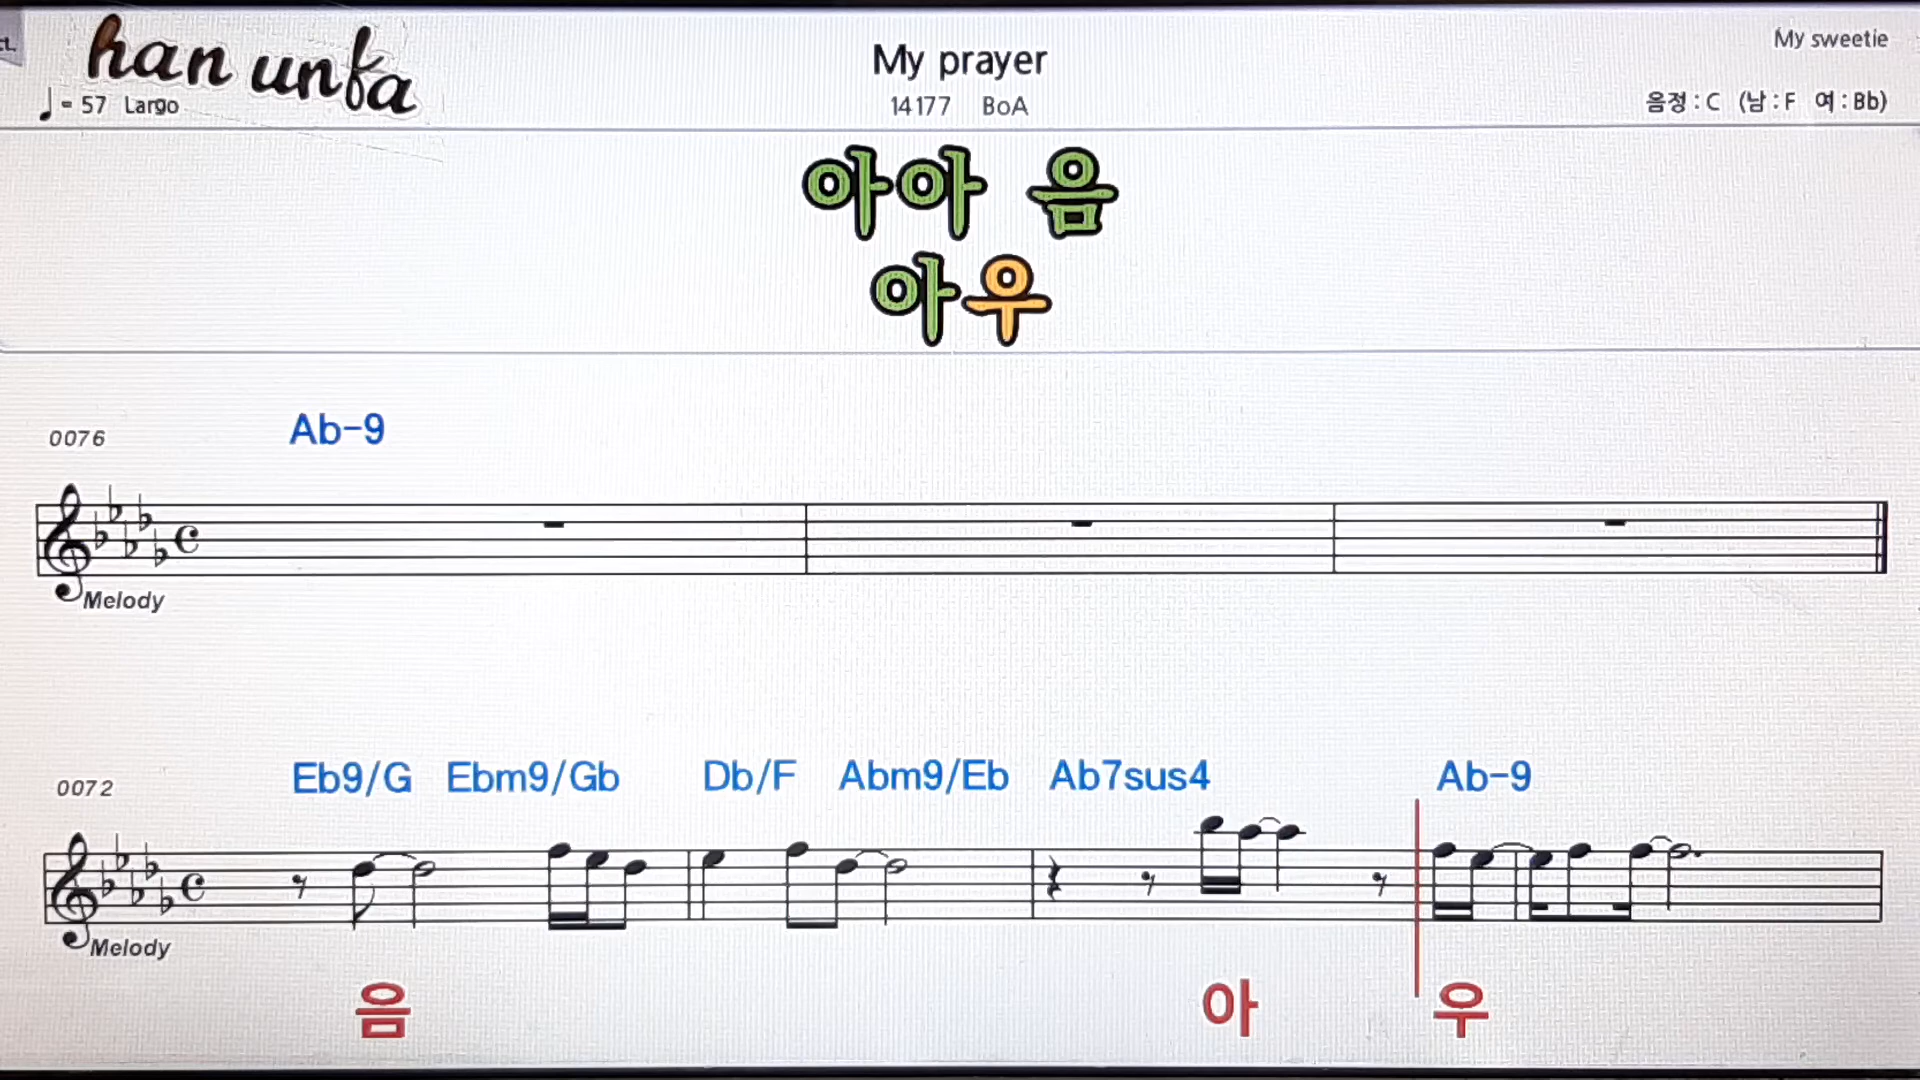 han unfa
My prayer
My sweetie
= 57 Largo
14177 BoA
음정 : C (남 : F 여 : Bb)
아아 음
아우
0076
Ab-9
Melody
0072
Eb9/G Ebm9/Gb Db/F Abm9/Eb Ab7sus4 Ab-9
Melody
음 아 우